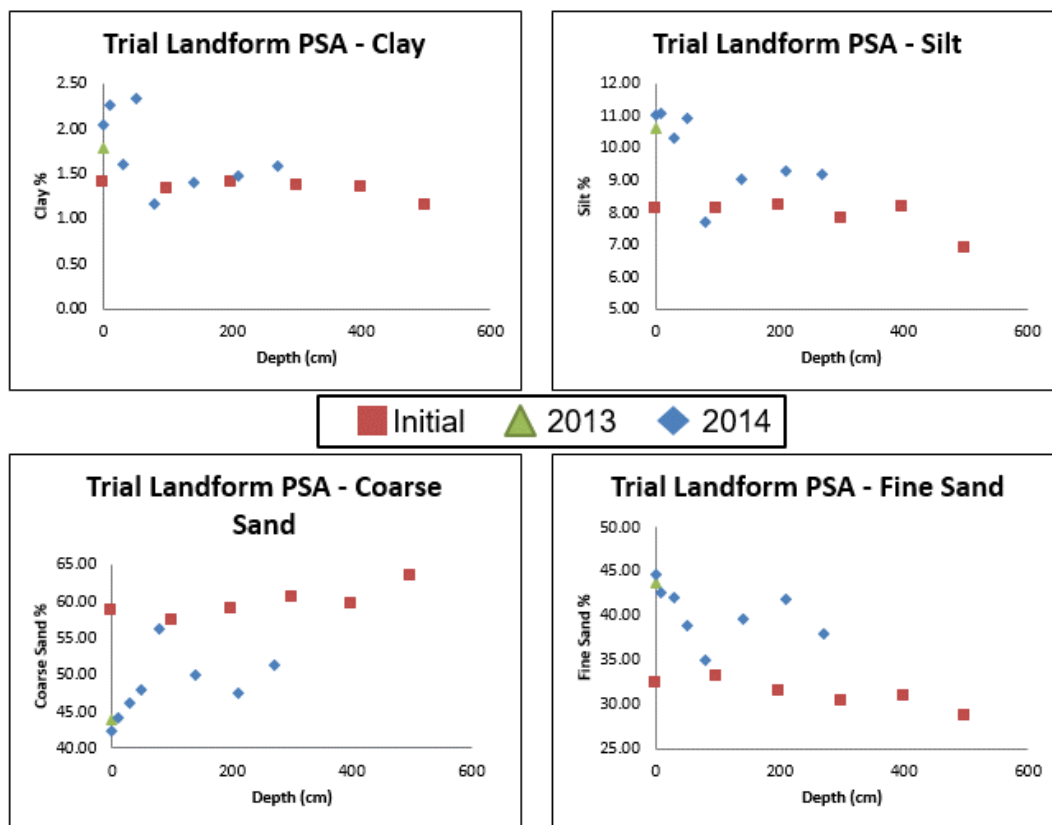 Trial Landform PSA - Clay
2.50
2.00
1.50
1.00
0.50
0.00
Clay %
0 200 400 600
Depth (cm)
Trial Landform PSA - Silt
12.00
11.00
10.00
9.00
8.00
7.00
6.00
5.00
Silt %
0 200 400 600
Depth (cm)
Initial 2013 2014
Trial Landform PSA - Coarse
Sand
65.00
60.00
55.00
50.00
45.00
40.00
Coarse Sand %
0 200 400 600
Depth (cm)
Trial Landform PSA - Fine Sand
50.00
45.00
40.00
35.00
30.00
25.00
Fine Sand %
0 200 400 600
Depth (cm)